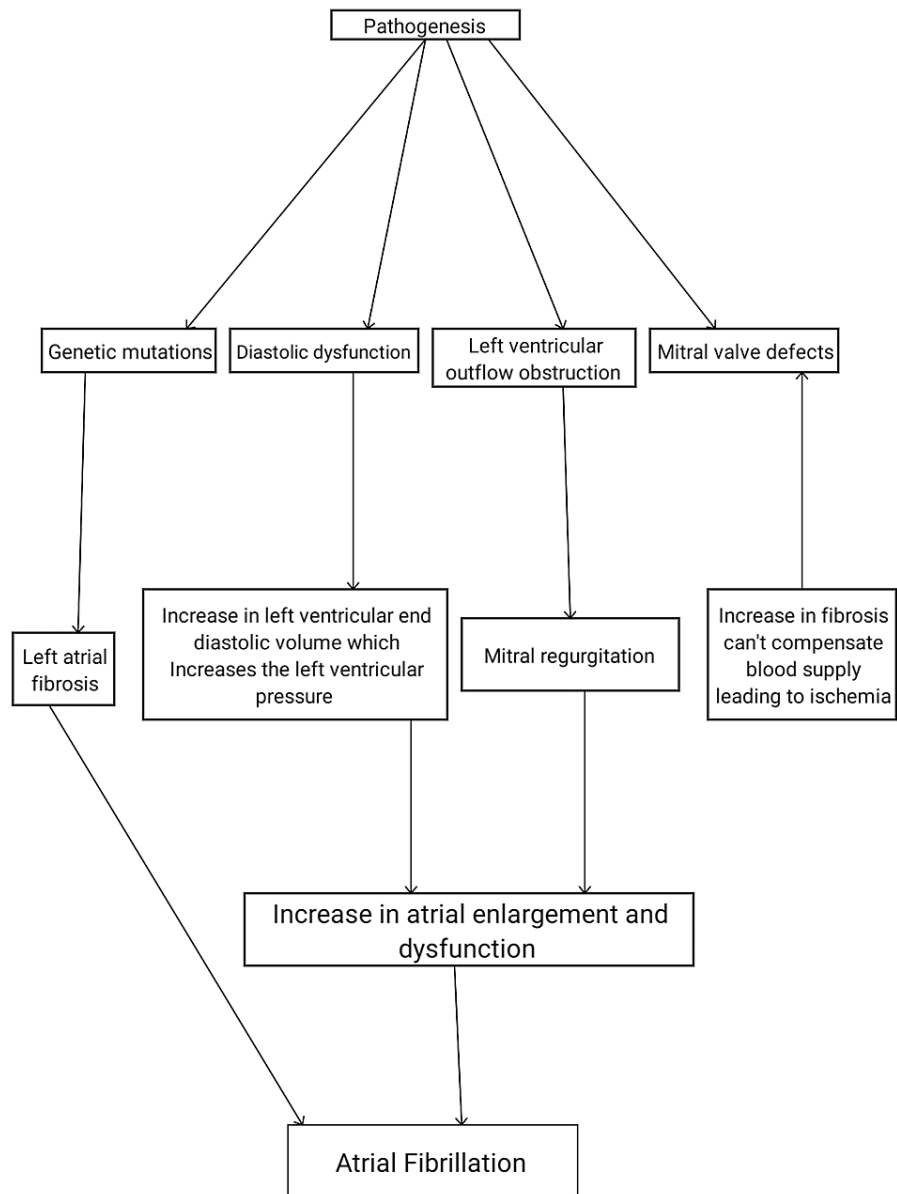 Pathogenesis
Genetic mutations
Diastolic dysfunction
Left ventricular
outflow obstruction
Mitral valve defects
Left atrial
fibrosis
Increase in left ventricular end
diastolic volume which
Increases the left ventricular
pressure
Mitral regurgitation
Increase in fibrosis
can't compensate
blood supply
leading to ischemia
Increase in atrial enlargement and
dysfunction
Atrial Fibrillation